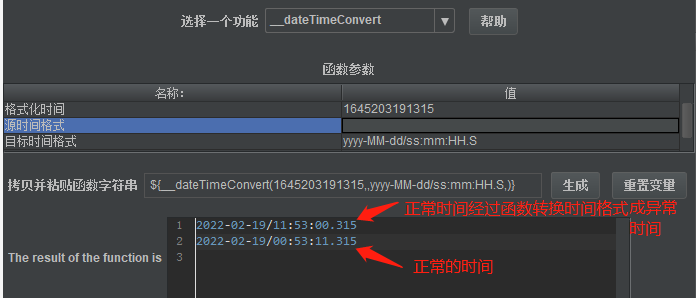 选择一个功能 __dateTimeConvert 帮助
函数参数
名称: 值
格式化时间 1645203191315
源时间格式
目标时间格式 yyyy-MM-dd/ss:mm:HH.S
拷贝并粘贴函数字符串 ${__dateTimeConvert(1645203191315,,yyyy-MM-dd/ss:mm:HH.S,)} 生成 重置变量
正常时间经过函数转换时间格式成异常
时间
The result of the function is
1 2022-02-19/11:53:00.315
2 2022-02-19/00:53:11.315
3
正常的时间